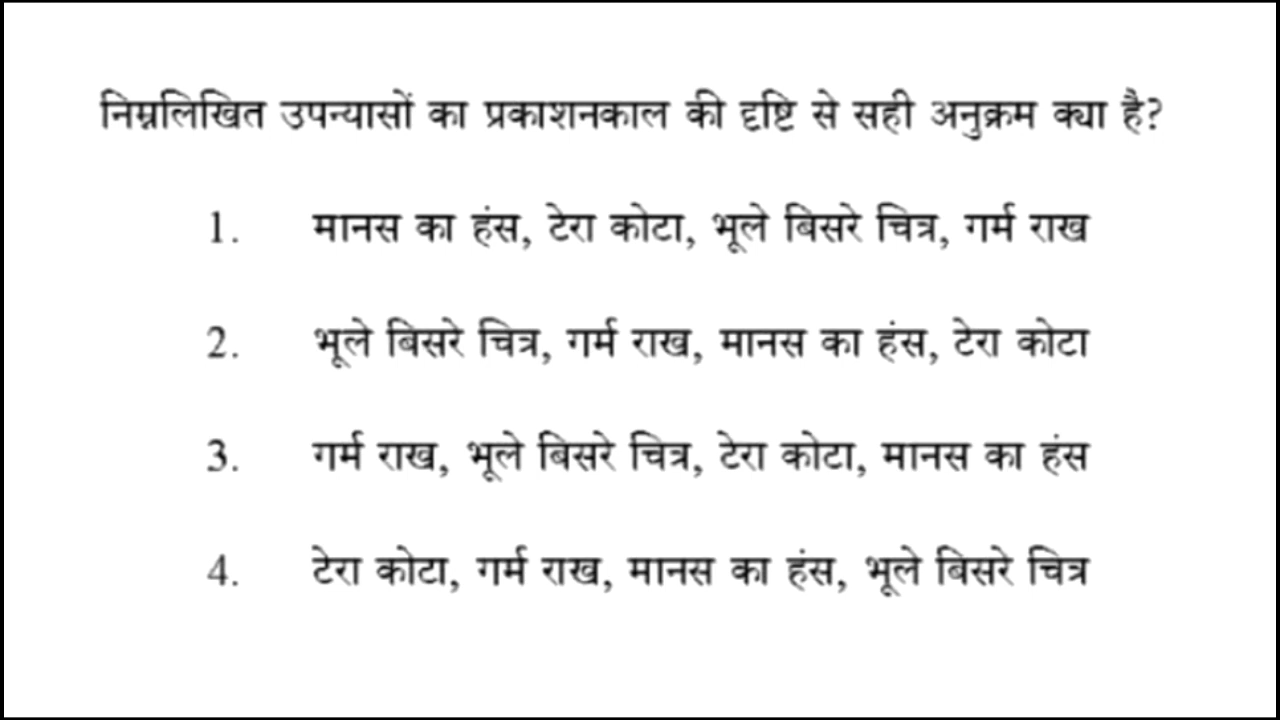 निम्नलिखित उपन्यासों का प्रकाशनकाल की दृष्टि से सही अनुक्रम क्या है?
1. मानस का हंस, टेरा कोटा, भूले बिसरे चित्र, गर्म राख
2. भूले बिसरे चित्र, गर्म राख, मानस का हंस, टेरा कोटा
3. गर्म राख, भूले बिसरे चित्र, टेरा कोटा, मानस का हंस
4. टेरा कोटा, गर्म राख, मानस का हंस, भूले बिसरे चित्र